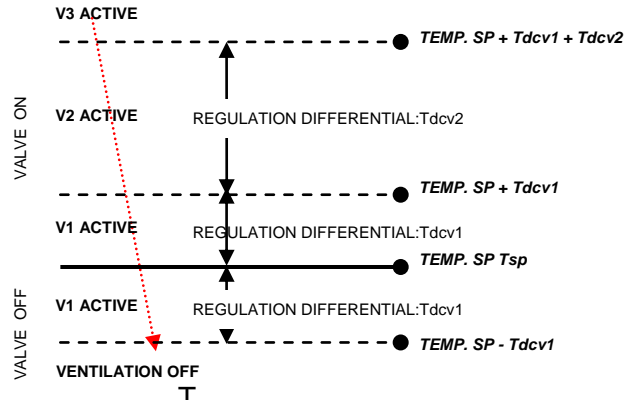 V3 ACTIVE
TEMP. SP + Tdcv1 + Tdcv2
VALVE ON
V2 ACTIVE
REGULATION DIFFERENTIAL:Tdcv2
TEMP. SP + Tdcv1
V1 ACTIVE
REGULATION DIFFERENTIAL:Tdcv1
TEMP. SP Tsp
VALVE OFF
V1 ACTIVE
REGULATION DIFFERENTIAL:Tdcv1
TEMP. SP - Tdcv1
VENTILATION OFF
T